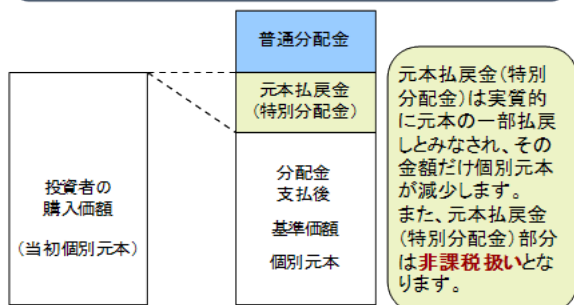 普通分配金
元本払戻金
(特別分配金)
分配金
支払後
基準価額
個別元本
投資者の
購入価額
(当初個別元本)
元本払戻金(特別
分配金)は実質的
に元本の一部払戻
しとみなされ、その
金額だけ個別元本
が減少します。
また、元本払戻金
(特別分配金)部分
は非課税扱いとな
ります。